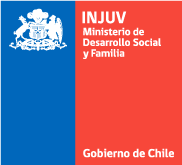 INJUV
Ministerio de
Desarrollo Social
y Familia
Gobierno de Chile